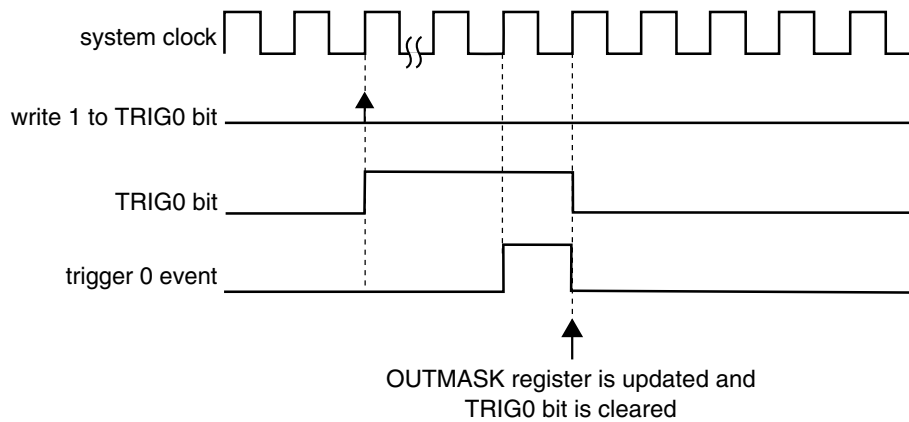 system clock
write 1 to TRIG0 bit
TRIG0 bit
trigger 0 event
OUTMASK register is updated and
TRIG0 bit is cleared